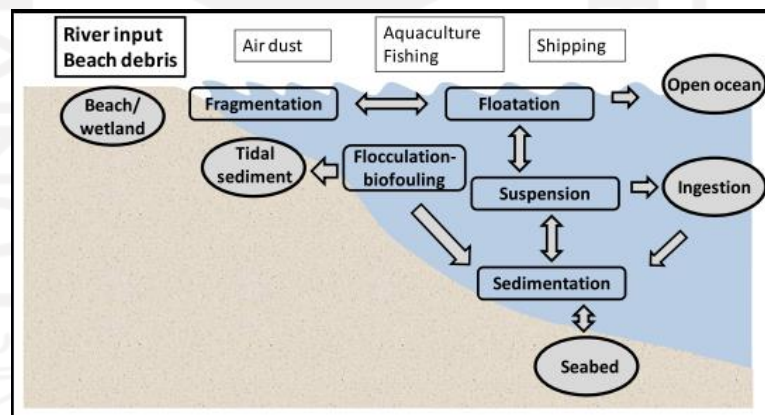 River input
Beach debris
Air dust
Aquaculture
Fishing
Shipping
Open ocean
Beach/
wetland
Fragmentation
Floatation
Tidal
sediment
Flocculation-
biofouling
Suspension
Ingestion
Sedimentation
Seabed